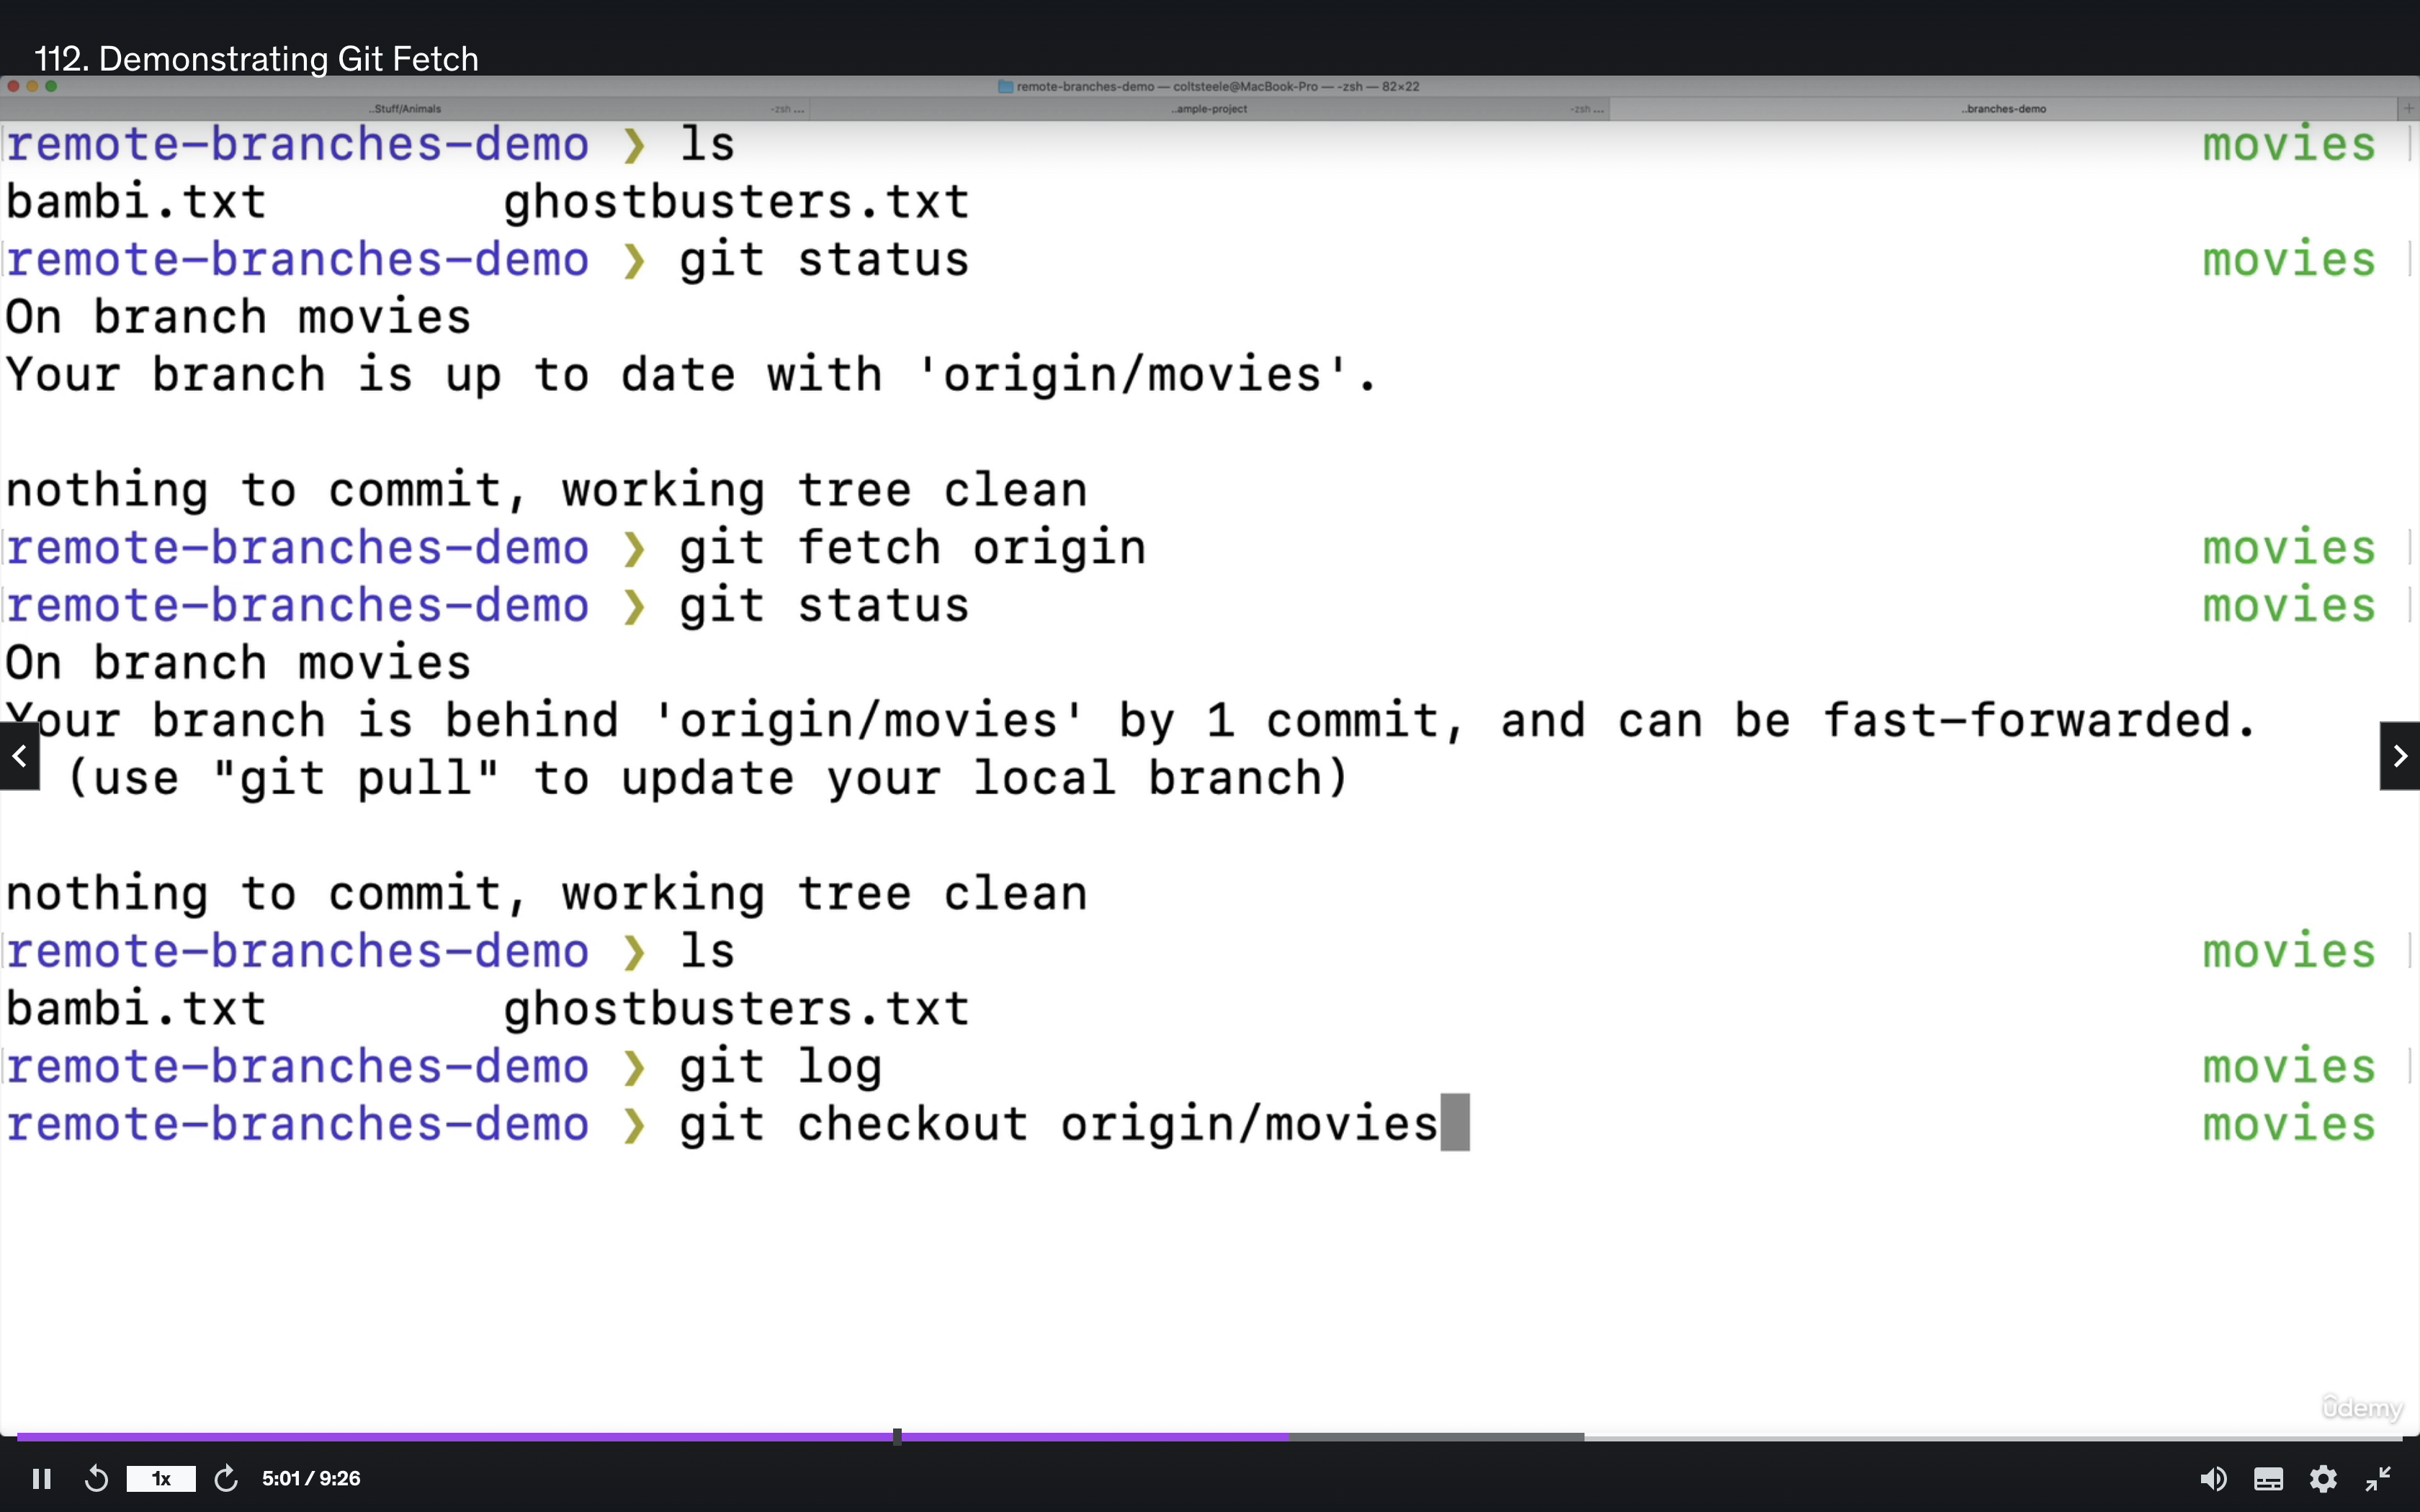 112. Demonstrating Git Fetch
remote-branches-demo — coltsteele@MacBook-Pro — -zsh — 82×22
..Stuff/Animals -zsh ... ..ample-project -zsh ... ..branches-demo +
remote-branches-demo ❯ ls movies
bambi.txt ghostbusters.txt
remote-branches-demo ❯ git status movies
On branch movies
Your branch is up to date with 'origin/movies'.
nothing to commit, working tree clean
remote-branches-demo ❯ git fetch origin movies
remote-branches-demo ❯ git status movies
On branch movies
Your branch is behind 'origin/movies' by 1 commit, and can be fast-forwarded.
(use "git pull" to update your local branch)
nothing to commit, working tree clean
remote-branches-demo ❯ ls movies
bambi.txt ghostbusters.txt
remote-branches-demo ❯ git log movies
remote-branches-demo ❯ git checkout origin/movies movies
ûdemy
1x 5:01 / 9:26